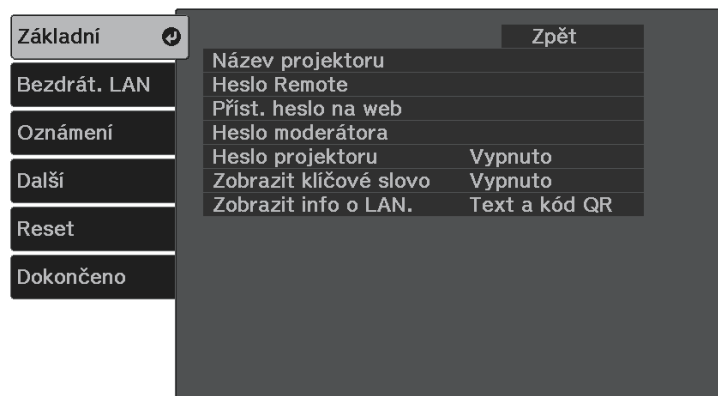 Základní
Bezdrát. LAN
Oznámení
Další
Reset
Dokončeno
Zpět
Název projektoru
Heslo Remote
Příst. heslo na web
Heslo moderátora
Heslo projektoru Vypnuto
Zobrazit klíčové slovo Vypnuto
Zobrazit info o LAN. Text a kód QR